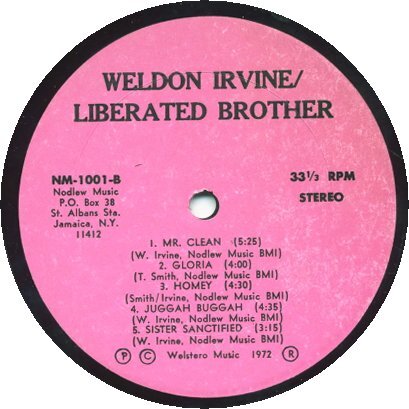 WELDON IRVINE/
LIBERATED BROTHER
NM-1001-B
Nodlew Music
P.O. Box 38
St. Albans Sta.
Jamaica, N.Y.
11412
33⅓ RPM
STEREO
1. MR. CLEAN (5:25)
(W. Irvine, Nodlew Music BMI)
2. GLORIA (4:00)
(T. Smith, Nodlew Music BMI)
3. HOMEY (4:30)
(Smith/Irvine, Nodlew Music BMI)
4. JUGGAH BUGGAH (4:35)
(W. Irvine, Nodlew Music BMI)
5. SISTER SANCTIFIED (3:15)
(W. Irvine, Nodlew Music BMI)
Ⓟ © Welstero Music 1972 ®